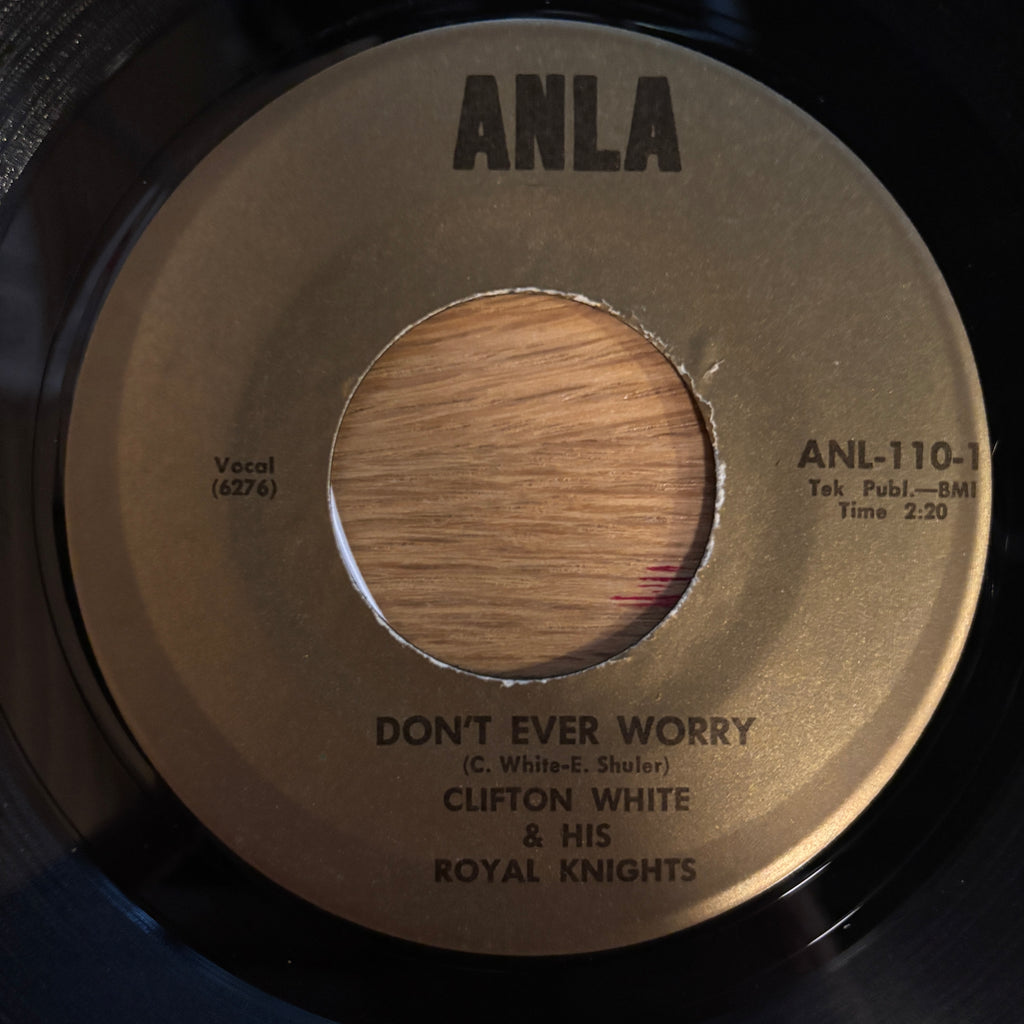 ANLA
Vocal
(6276)
ANL-110-1
Tek Publ.—BMI
Time 2:20
DON'T EVER WORRY
(C. White-E. Shuler)
CLIFTON WHITE
& HIS
ROYAL KNIGHTS